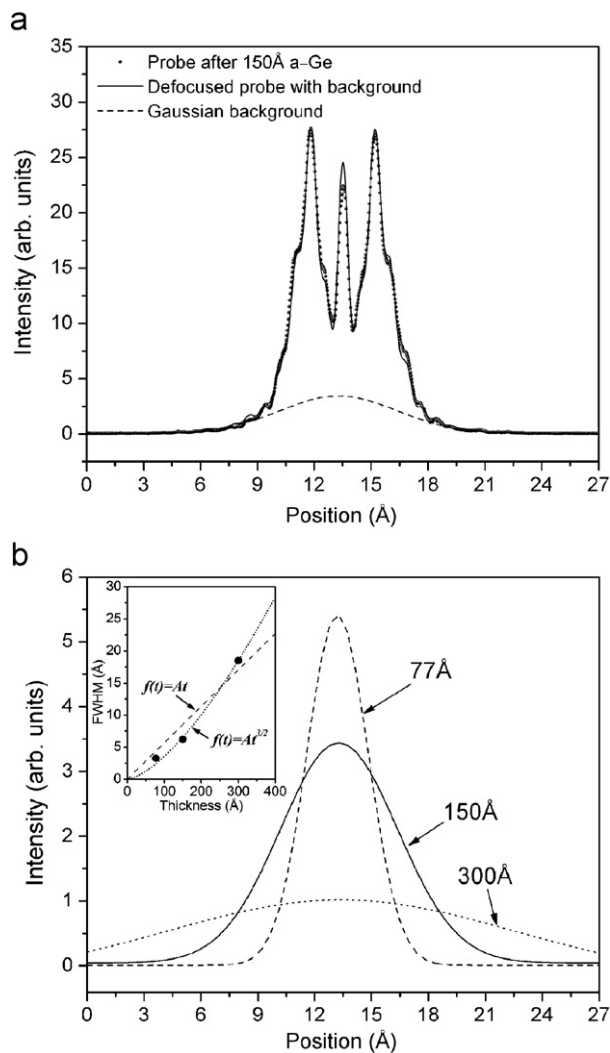 a
35
30
25
20
15
10
5
0
Intensity (arb. units)
Probe after 150Å a–Ge
Defocused probe with background
Gaussian background
0 3 6 9 12 15 18 21 24 27
Position (Å)
b
6
5
4
3
2
1
0
Intensity (arb. units)
30
25
20
15
10
5
0
FWHM (Å)
f(t)=At
f(t)=At^3/2
0 100 200 300 400
Thickness (Å)
77Å
150Å
300Å
0 3 6 9 12 15 18 21 24 27
Position (Å)